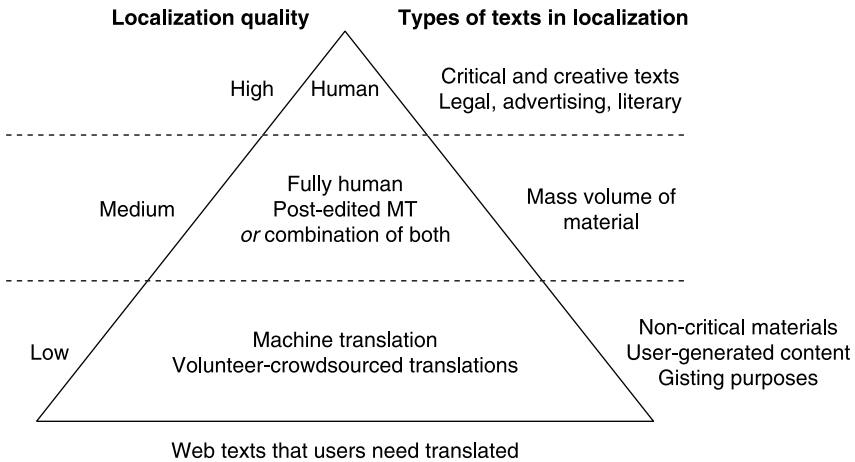 Localization quality
Types of texts in localization
High
Human
Critical and creative texts
Legal, advertising, literary
Medium
Fully human
Post-edited MT
or combination of both
Mass volume of
material
Low
Machine translation
Volunteer-crowdsourced translations
Non-critical materials
User-generated content
Gisting purposes
Web texts that users need translated